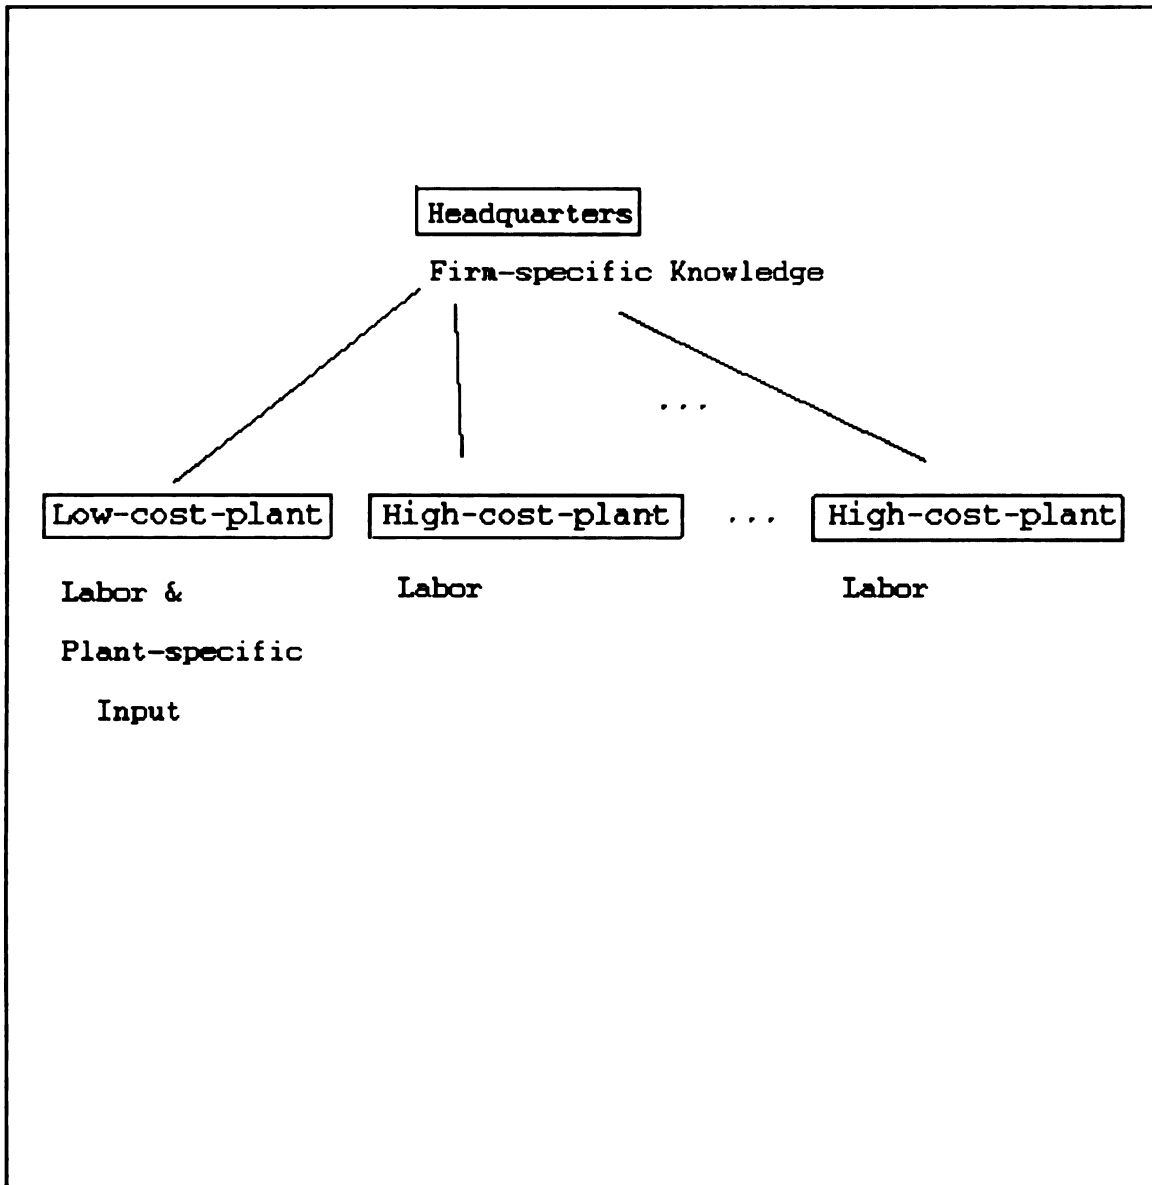 Headquarters
Firm-specific Knowledge
...
Low-cost-plant High-cost-plant ... High-cost-plant
Labor & Labor Labor
Plant-specific
Input